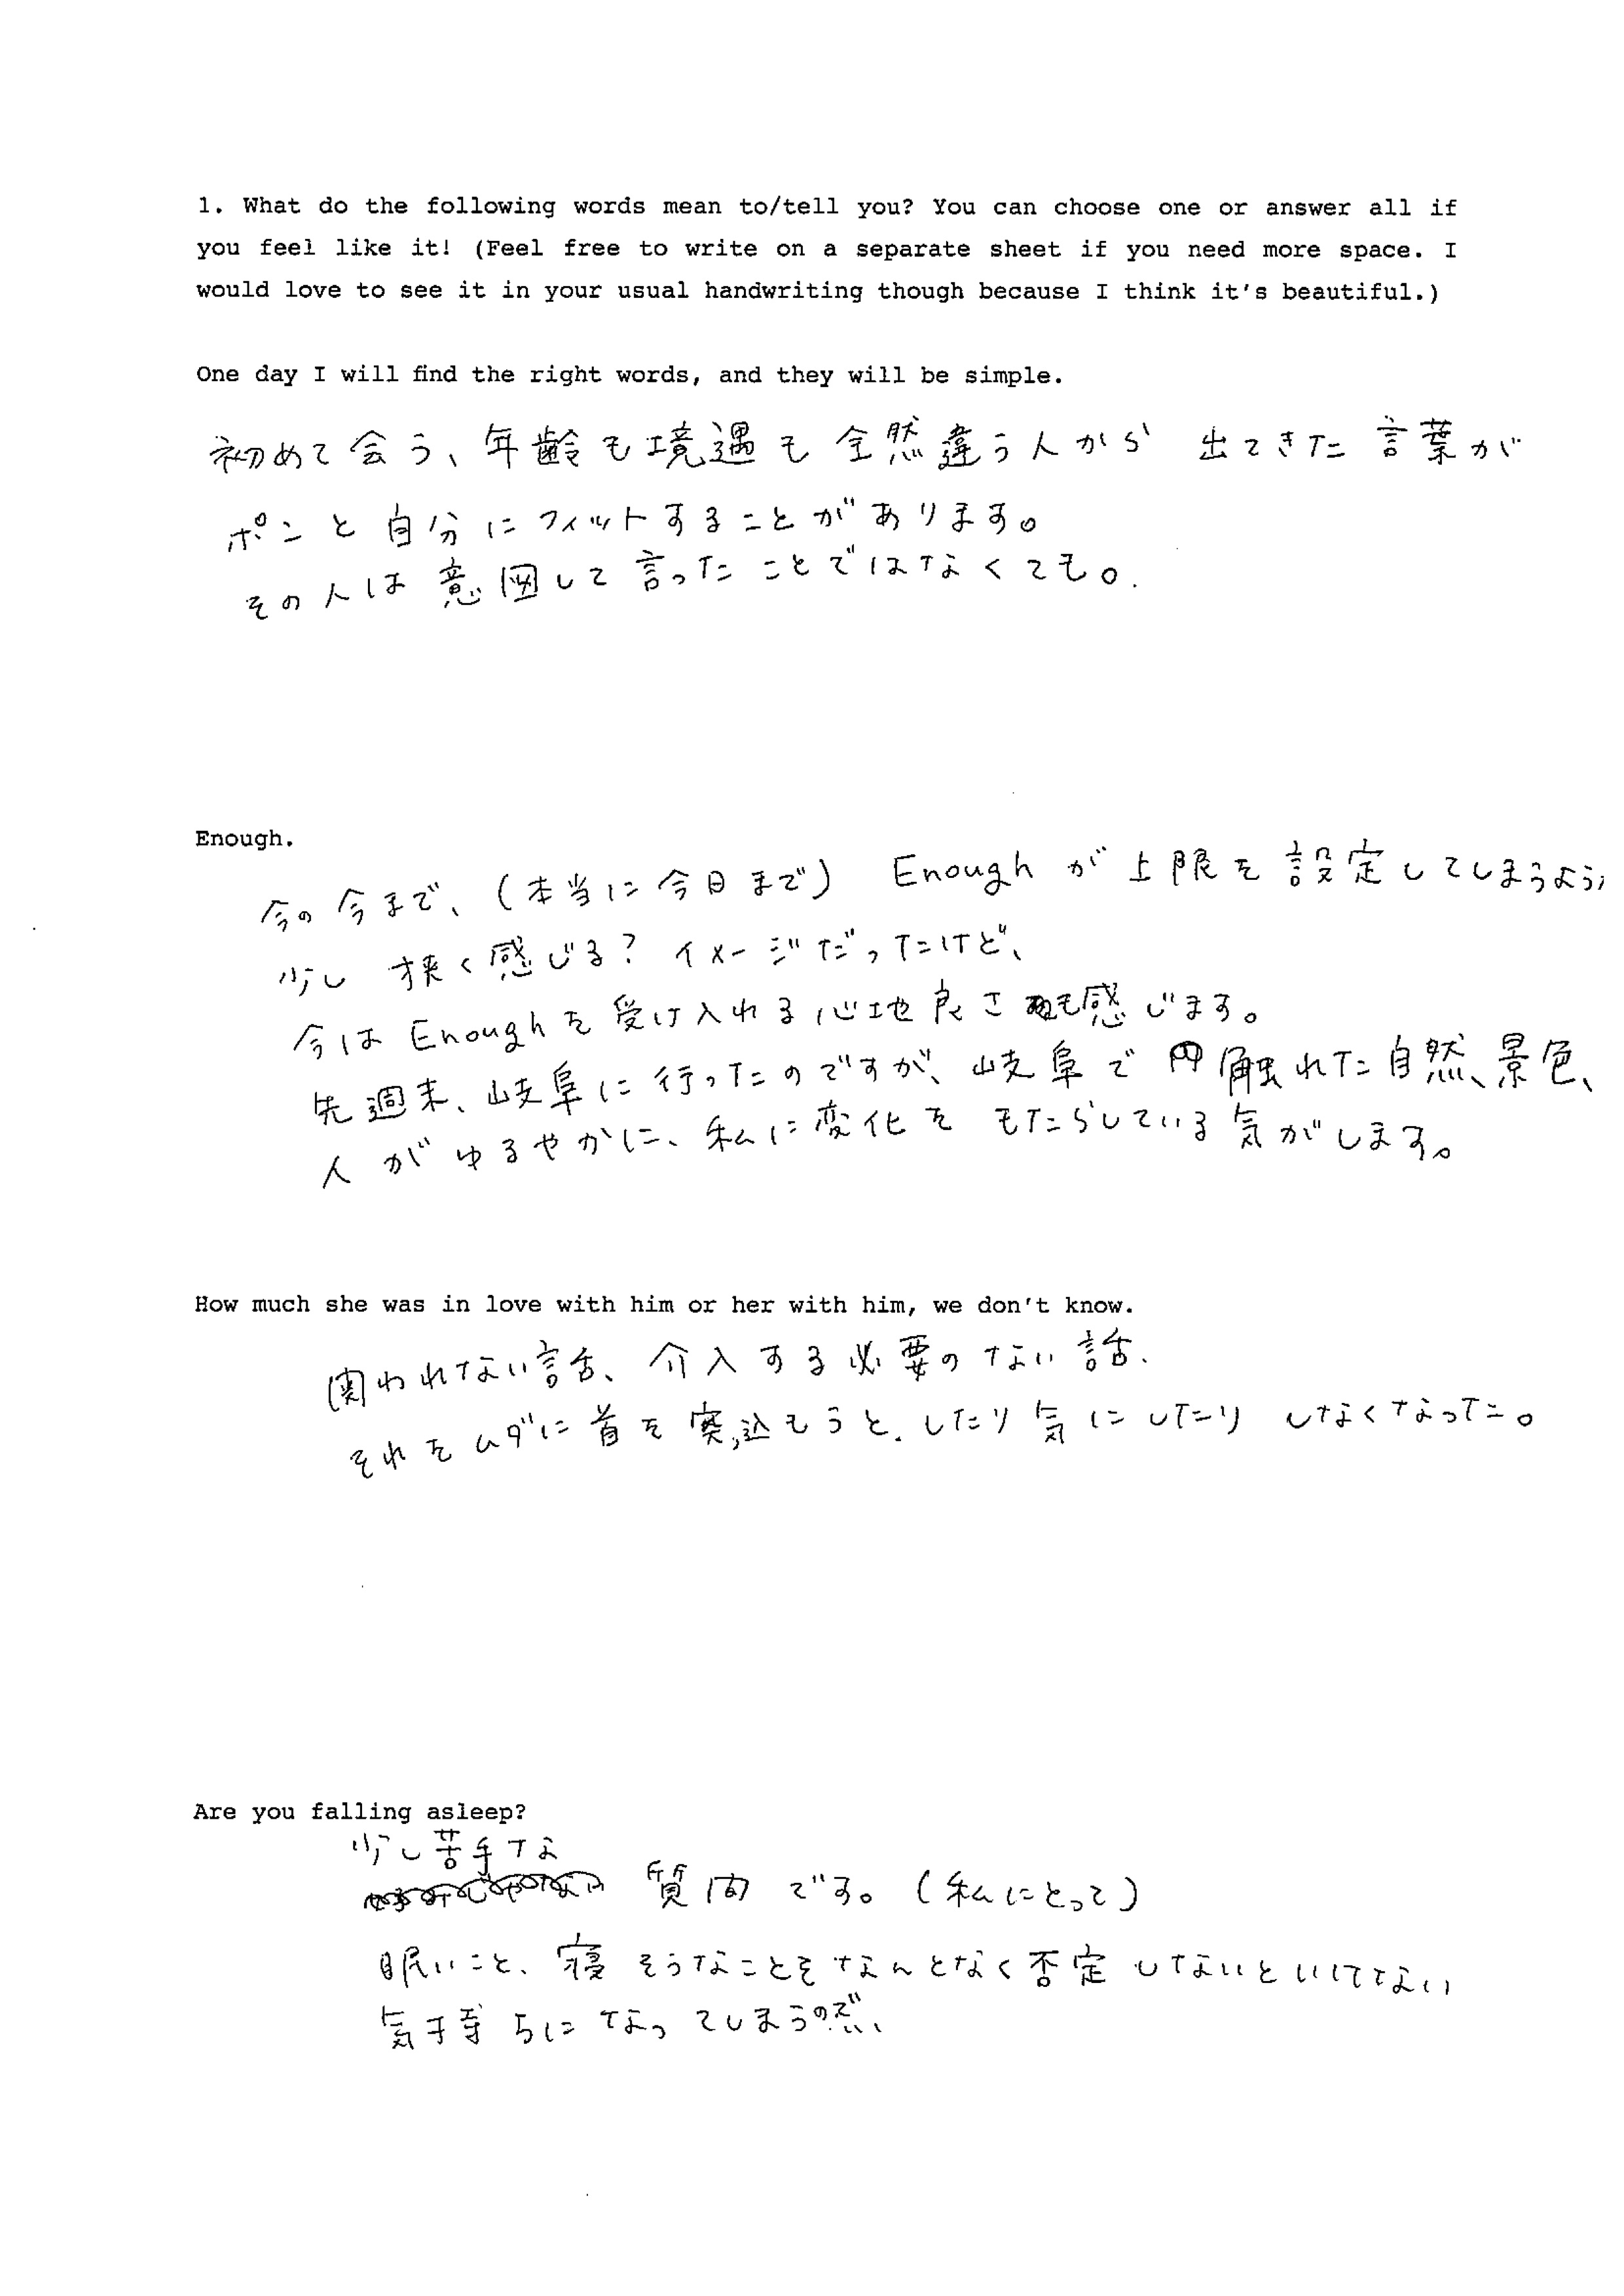 1. What do the following words mean to/tell you? You can choose one or answer all if
you feel like it! (Feel free to write on a separate sheet if you need more space. I
would love to see it in your usual handwriting though because I think it's beautiful.)
One day I will find the right words, and they will be simple.
初めて会う、年齢も境遇も全然違う人から 出てきた言葉が
ポンと自分にフィットすることがあります。
その人は意図して言ったことではなくても。
Enough.
今の今まで、(本当に今日まで) Enoughが上限を設定してしまうよう
少し 狭く感じる?イメージだったけど、
今はEnoughを受け入れる心地良さも感じます。
先週末、岐阜に行ったのですが、岐阜で触れた自然、景色、
人がゆるやかに、私に変化を もたらしている気がします。
How much she was in love with him or her with him, we don't know.
関われない話、介入する必要のない話.
それをムダに首を突込もうと、したり気にしたり しなくなった。
Are you falling asleep?
少し苦手な
質問です。(私にとって)
眠いこと、寝そうなことをなんとなく否定しないといけない
気持ちになってしまうので、